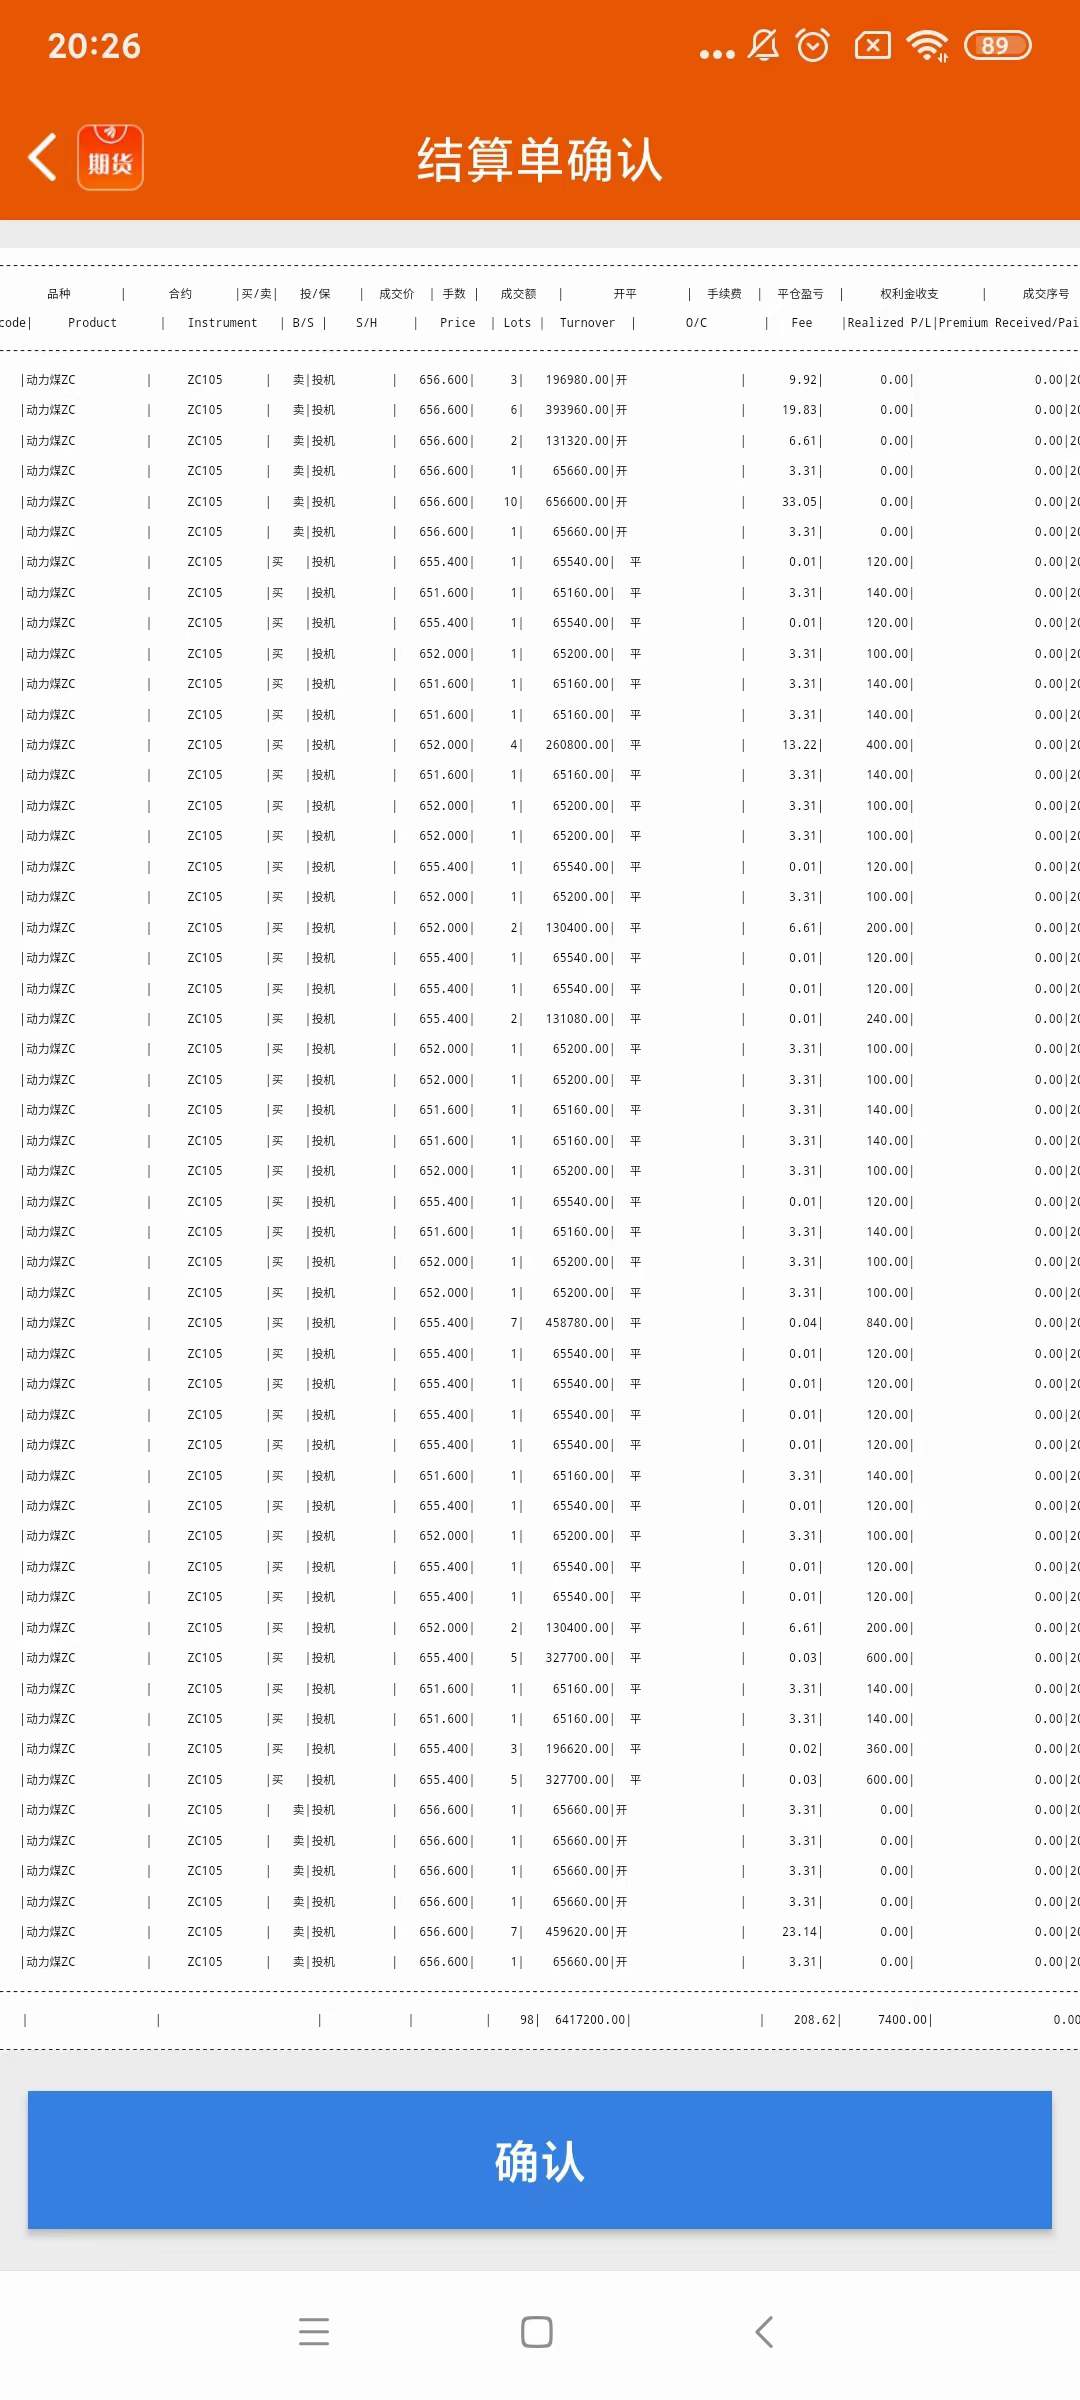 20:26
89
期货
结算单确认
品种 | 合约 |买/卖| 投/保 | 成交价 | 手数 | 成交额 | 开平 | 手续费 | 平仓盈亏 | 权利金收支 | 成交序号
code| Product | Instrument | B/S | S/H | Price | Lots | Turnover | O/C | Fee |Realized P/L|Premium Received/Pai
|动力煤ZC | ZC105 | 卖|投机 | 656.600| 3| 196980.00|开 | 9.92| 0.00| 0.00|20
|动力煤ZC | ZC105 | 卖|投机 | 656.600| 6| 393960.00|开 | 19.83| 0.00| 0.00|20
|动力煤ZC | ZC105 | 卖|投机 | 656.600| 2| 131320.00|开 | 6.61| 0.00| 0.00|20
|动力煤ZC | ZC105 | 卖|投机 | 656.600| 1| 65660.00|开 | 3.31| 0.00| 0.00|20
|动力煤ZC | ZC105 | 卖|投机 | 656.600| 10| 656600.00|开 | 33.05| 0.00| 0.00|20
|动力煤ZC | ZC105 | 卖|投机 | 656.600| 1| 65660.00|开 | 3.31| 0.00| 0.00|20
|动力煤ZC | ZC105 |买 |投机 | 655.400| 1| 65540.00| 平 | 0.01| 120.00| 0.00|20
|动力煤ZC | ZC105 |买 |投机 | 651.600| 1| 65160.00| 平 | 3.31| 140.00| 0.00|20
|动力煤ZC | ZC105 |买 |投机 | 655.400| 1| 65540.00| 平 | 0.01| 120.00| 0.00|20
|动力煤ZC | ZC105 |买 |投机 | 652.000| 1| 65200.00| 平 | 3.31| 100.00| 0.00|20
|动力煤ZC | ZC105 |买 |投机 | 651.600| 1| 65160.00| 平 | 3.31| 140.00| 0.00|20
|动力煤ZC | ZC105 |买 |投机 | 651.600| 1| 65160.00| 平 | 3.31| 140.00| 0.00|20
|动力煤ZC | ZC105 |买 |投机 | 652.000| 4| 260800.00| 平 | 13.22| 400.00| 0.00|20
|动力煤ZC | ZC105 |买 |投机 | 651.600| 1| 65160.00| 平 | 3.31| 140.00| 0.00|20
|动力煤ZC | ZC105 |买 |投机 | 652.000| 1| 65200.00| 平 | 3.31| 100.00| 0.00|20
|动力煤ZC | ZC105 |买 |投机 | 652.000| 1| 65200.00| 平 | 3.31| 100.00| 0.00|20
|动力煤ZC | ZC105 |买 |投机 | 655.400| 1| 65540.00| 平 | 0.01| 120.00| 0.00|20
|动力煤ZC | ZC105 |买 |投机 | 652.000| 1| 65200.00| 平 | 3.31| 100.00| 0.00|20
|动力煤ZC | ZC105 |买 |投机 | 652.000| 2| 130400.00| 平 | 6.61| 200.00| 0.00|20
|动力煤ZC | ZC105 |买 |投机 | 655.400| 1| 65540.00| 平 | 0.01| 120.00| 0.00|20
|动力煤ZC | ZC105 |买 |投机 | 655.400| 1| 65540.00| 平 | 0.01| 120.00| 0.00|20
|动力煤ZC | ZC105 |买 |投机 | 655.400| 2| 131080.00| 平 | 0.01| 240.00| 0.00|20
|动力煤ZC | ZC105 |买 |投机 | 652.000| 1| 65200.00| 平 | 3.31| 100.00| 0.00|20
|动力煤ZC | ZC105 |买 |投机 | 652.000| 1| 65200.00| 平 | 3.31| 100.00| 0.00|20
|动力煤ZC | ZC105 |买 |投机 | 651.600| 1| 65160.00| 平 | 3.31| 140.00| 0.00|20
|动力煤ZC | ZC105 |买 |投机 | 651.600| 1| 65160.00| 平 | 3.31| 140.00| 0.00|20
|动力煤ZC | ZC105 |买 |投机 | 652.000| 1| 65200.00| 平 | 3.31| 100.00| 0.00|20
|动力煤ZC | ZC105 |买 |投机 | 655.400| 1| 65540.00| 平 | 0.01| 120.00| 0.00|20
|动力煤ZC | ZC105 |买 |投机 | 651.600| 1| 65160.00| 平 | 3.31| 140.00| 0.00|20
|动力煤ZC | ZC105 |买 |投机 | 652.000| 1| 65200.00| 平 | 3.31| 100.00| 0.00|20
|动力煤ZC | ZC105 |买 |投机 | 652.000| 1| 65200.00| 平 | 3.31| 100.00| 0.00|20
|动力煤ZC | ZC105 |买 |投机 | 655.400| 7| 458780.00| 平 | 0.04| 840.00| 0.00|20
|动力煤ZC | ZC105 |买 |投机 | 655.400| 1| 65540.00| 平 | 0.01| 120.00| 0.00|20
|动力煤ZC | ZC105 |买 |投机 | 655.400| 1| 65540.00| 平 | 0.01| 120.00| 0.00|20
|动力煤ZC | ZC105 |买 |投机 | 655.400| 1| 65540.00| 平 | 0.01| 120.00| 0.00|20
|动力煤ZC | ZC105 |买 |投机 | 655.400| 1| 65540.00| 平 | 0.01| 120.00| 0.00|20
|动力煤ZC | ZC105 |买 |投机 | 651.600| 1| 65160.00| 平 | 3.31| 140.00| 0.00|20
|动力煤ZC | ZC105 |买 |投机 | 655.400| 1| 65540.00| 平 | 0.01| 120.00| 0.00|20
|动力煤ZC | ZC105 |买 |投机 | 652.000| 1| 65200.00| 平 | 3.31| 100.00| 0.00|20
|动力煤ZC | ZC105 |买 |投机 | 655.400| 1| 65540.00| 平 | 0.01| 120.00| 0.00|20
|动力煤ZC | ZC105 |买 |投机 | 655.400| 1| 65540.00| 平 | 0.01| 120.00| 0.00|20
|动力煤ZC | ZC105 |买 |投机 | 652.000| 2| 130400.00| 平 | 6.61| 200.00| 0.00|20
|动力煤ZC | ZC105 |买 |投机 | 655.400| 5| 327700.00| 平 | 0.03| 600.00| 0.00|20
|动力煤ZC | ZC105 |买 |投机 | 651.600| 1| 65160.00| 平 | 3.31| 140.00| 0.00|20
|动力煤ZC | ZC105 |买 |投机 | 651.600| 1| 65160.00| 平 | 3.31| 140.00| 0.00|20
|动力煤ZC | ZC105 |买 |投机 | 655.400| 3| 196620.00| 平 | 0.02| 360.00| 0.00|20
|动力煤ZC | ZC105 |买 |投机 | 655.400| 5| 327700.00| 平 | 0.03| 600.00| 0.00|20
|动力煤ZC | ZC105 | 卖|投机 | 656.600| 1| 65660.00|开 | 3.31| 0.00| 0.00|20
|动力煤ZC | ZC105 | 卖|投机 | 656.600| 1| 65660.00|开 | 3.31| 0.00| 0.00|20
|动力煤ZC | ZC105 | 卖|投机 | 656.600| 1| 65660.00|开 | 3.31| 0.00| 0.00|20
|动力煤ZC | ZC105 | 卖|投机 | 656.600| 1| 65660.00|开 | 3.31| 0.00| 0.00|20
|动力煤ZC | ZC105 | 卖|投机 | 656.600| 7| 459620.00|开 | 23.14| 0.00| 0.00|20
|动力煤ZC | ZC105 | 卖|投机 | 656.600| 1| 65660.00|开 | 3.31| 0.00| 0.00|20
| | | | | 98| 6417200.00| | 208.62| 7400.00| 0.00
确认